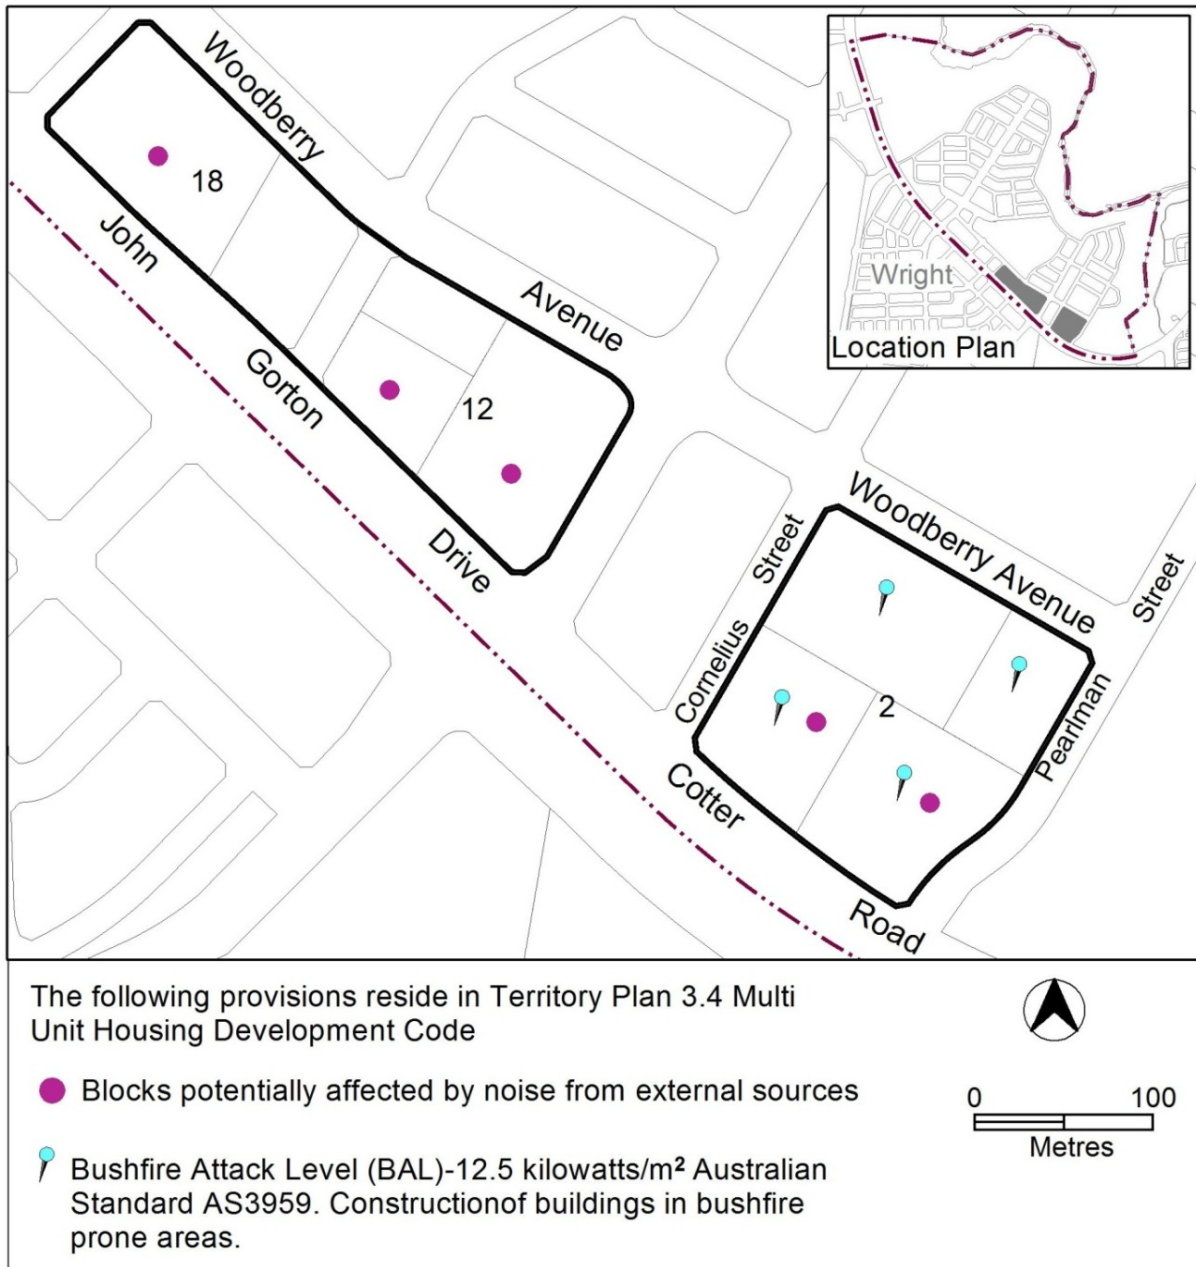 Woodberry
Avenue
18
John
Gorton
Drive
12
Wright
Location Plan
Woodberry Avenue
Street
Cornelius
Street
Pearlman
2
Cotter
Road
The following provisions reside in Territory Plan 3.4 Multi
Unit Housing Development Code
Blocks potentially affected by noise from external sources
Bushfire Attack Level (BAL)-12.5 kilowatts/m² Australian
Standard AS3959. Constructionof buildings in bushfire
prone areas.
0 100
Metres